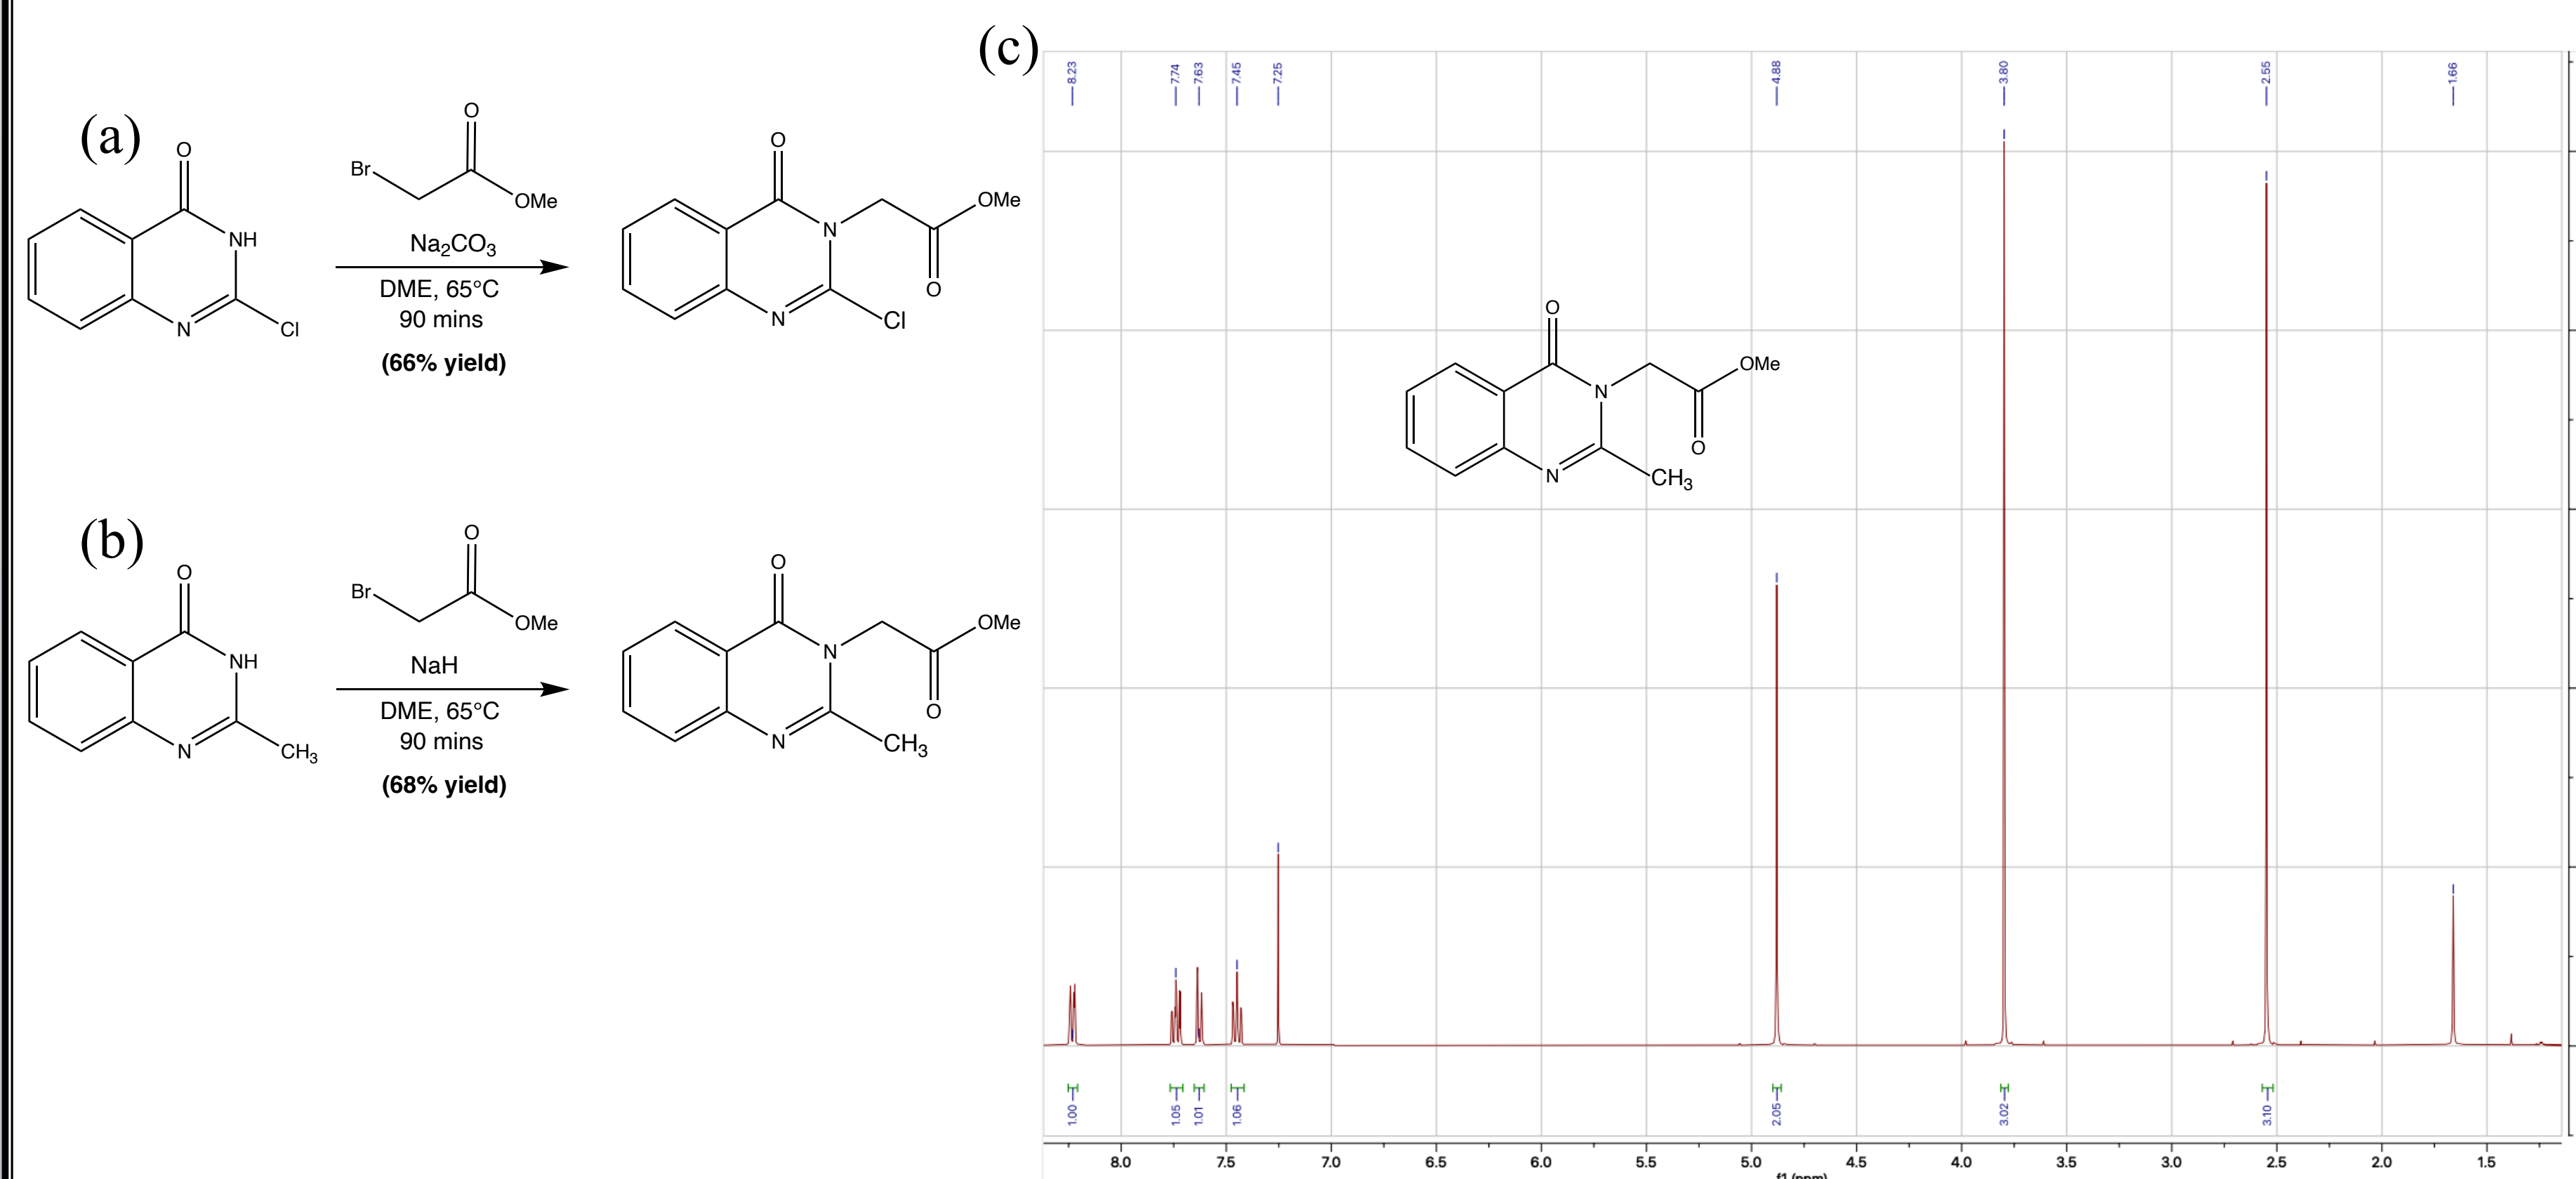 (a)
O
NH
N
Cl
Br
O
OMe
Na₂CO₃
DME, 65°C
90 mins
(66% yield)
O
N
N
Cl
OMe
O
(b)
O
NH
N
CH₃
Br
O
OMe
NaH
DME, 65°C
90 mins
(68% yield)
O
N
N
CH₃
OMe
O
(c)
8.23
7.74
7.63
7.45
7.25
4.88
3.80
2.55
1.66
O
N
N
CH₃
OMe
O
1.00
1.05
1.01
1.06
2.05
3.02
3.10
8.0 7.5 7.0 6.5 6.0 5.5 5.0 4.5 4.0 3.5 3.0 2.5 2.0 1.5
f1 (ppm)